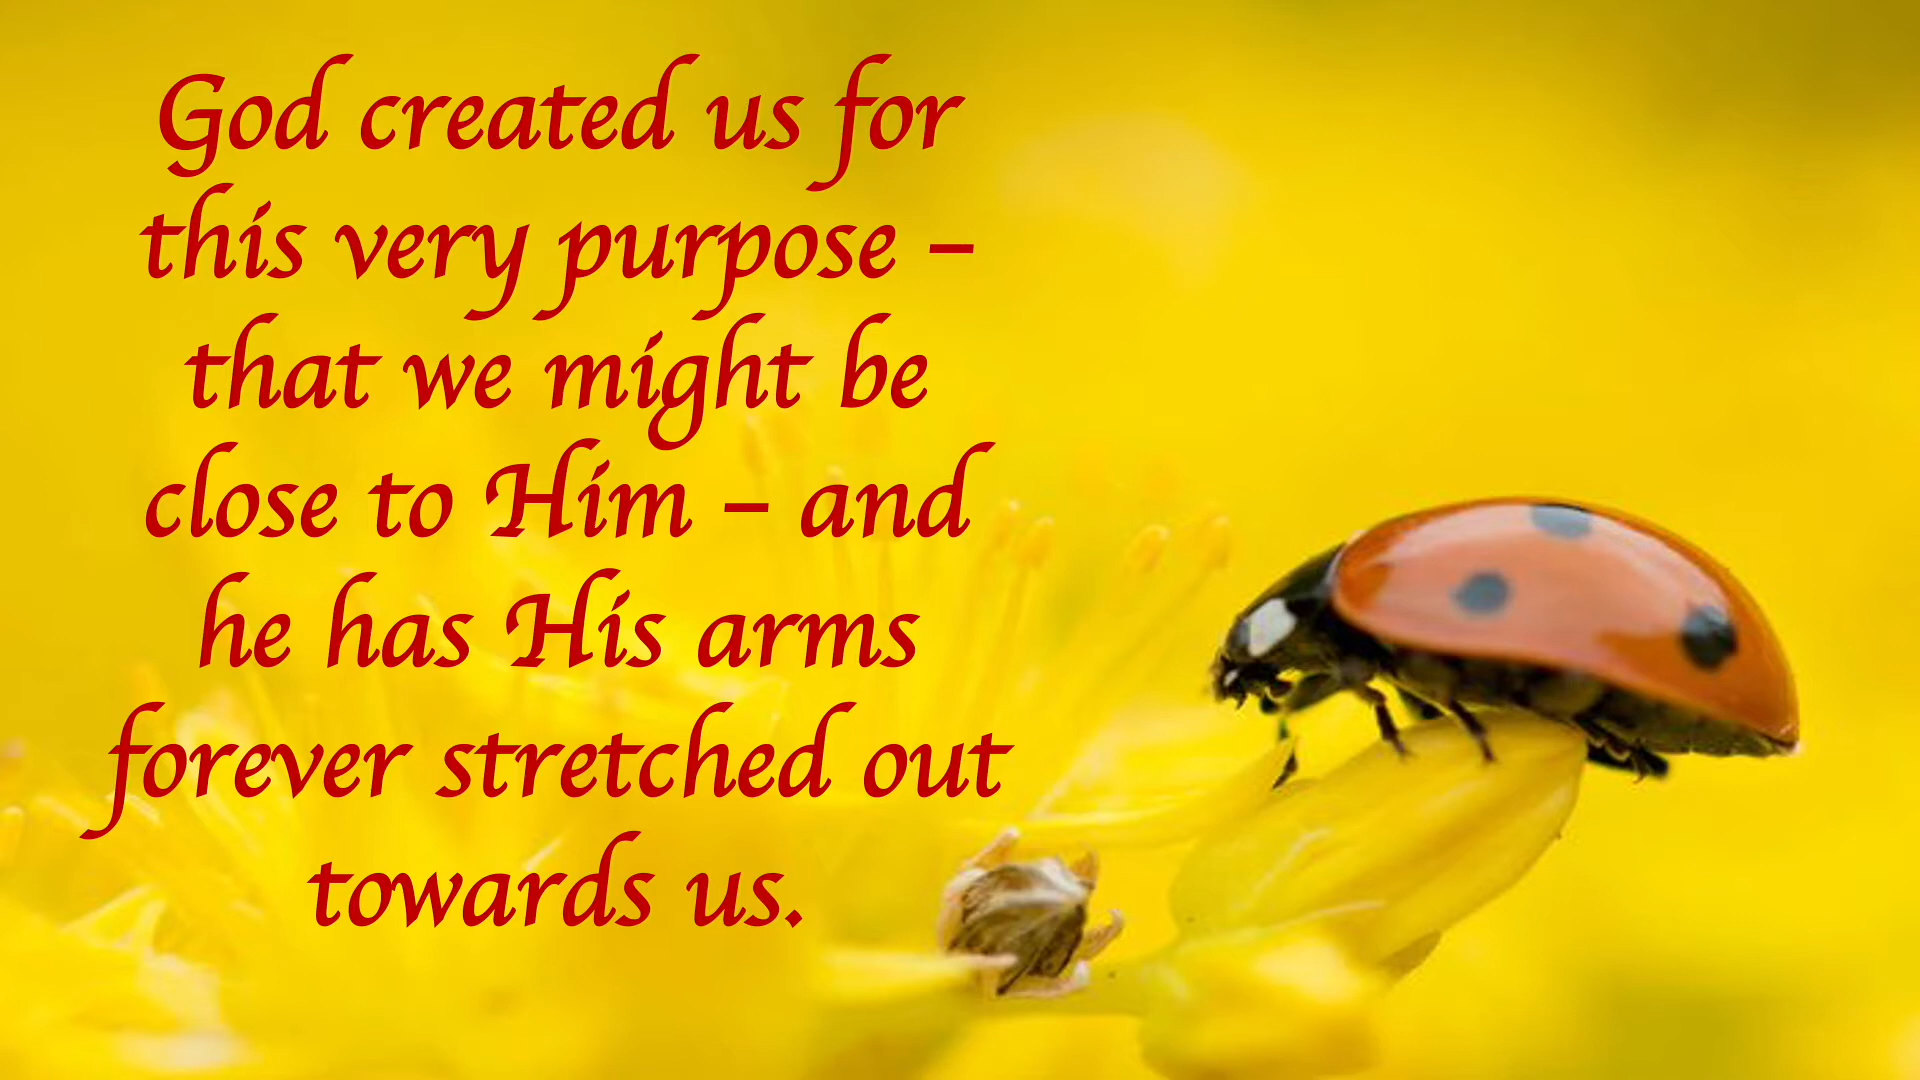 God created us for
this very purpose –
that we might be
close to Him – and
he has His arms
forever stretched out
towards us.